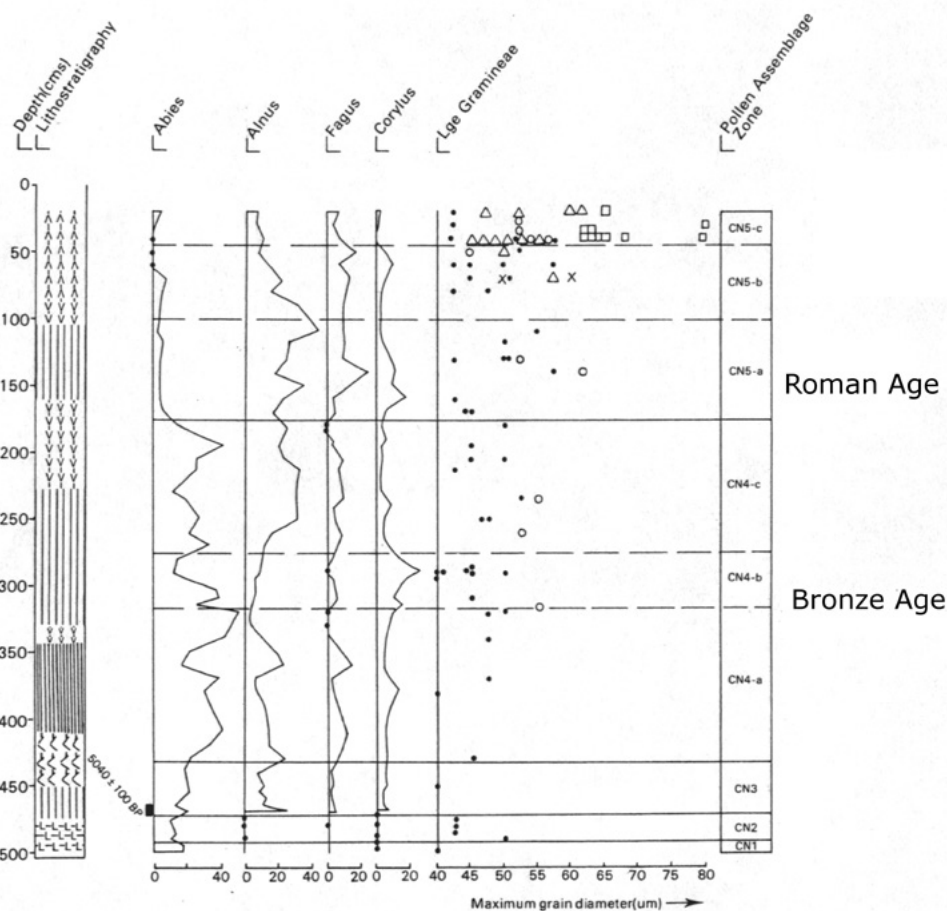 Depth(cms)
Lithostratigraphy
Abies
Alnus
Fagus
Corylus
Lge Gramineae
Pollen Assemblage
Zone
0
50
100
150
200
250
300
350
400
450
500
5040 ± 100 BP
CN5-c
CN5-b
CN5-a
CN4-c
CN4-b
CN4-a
CN3
CN2
CN1
Roman Age
Bronze Age
0 40 0 20 40 0 20 0 20 40 45 50 55 60 65 70 75 80
Maximum grain diameter(um)